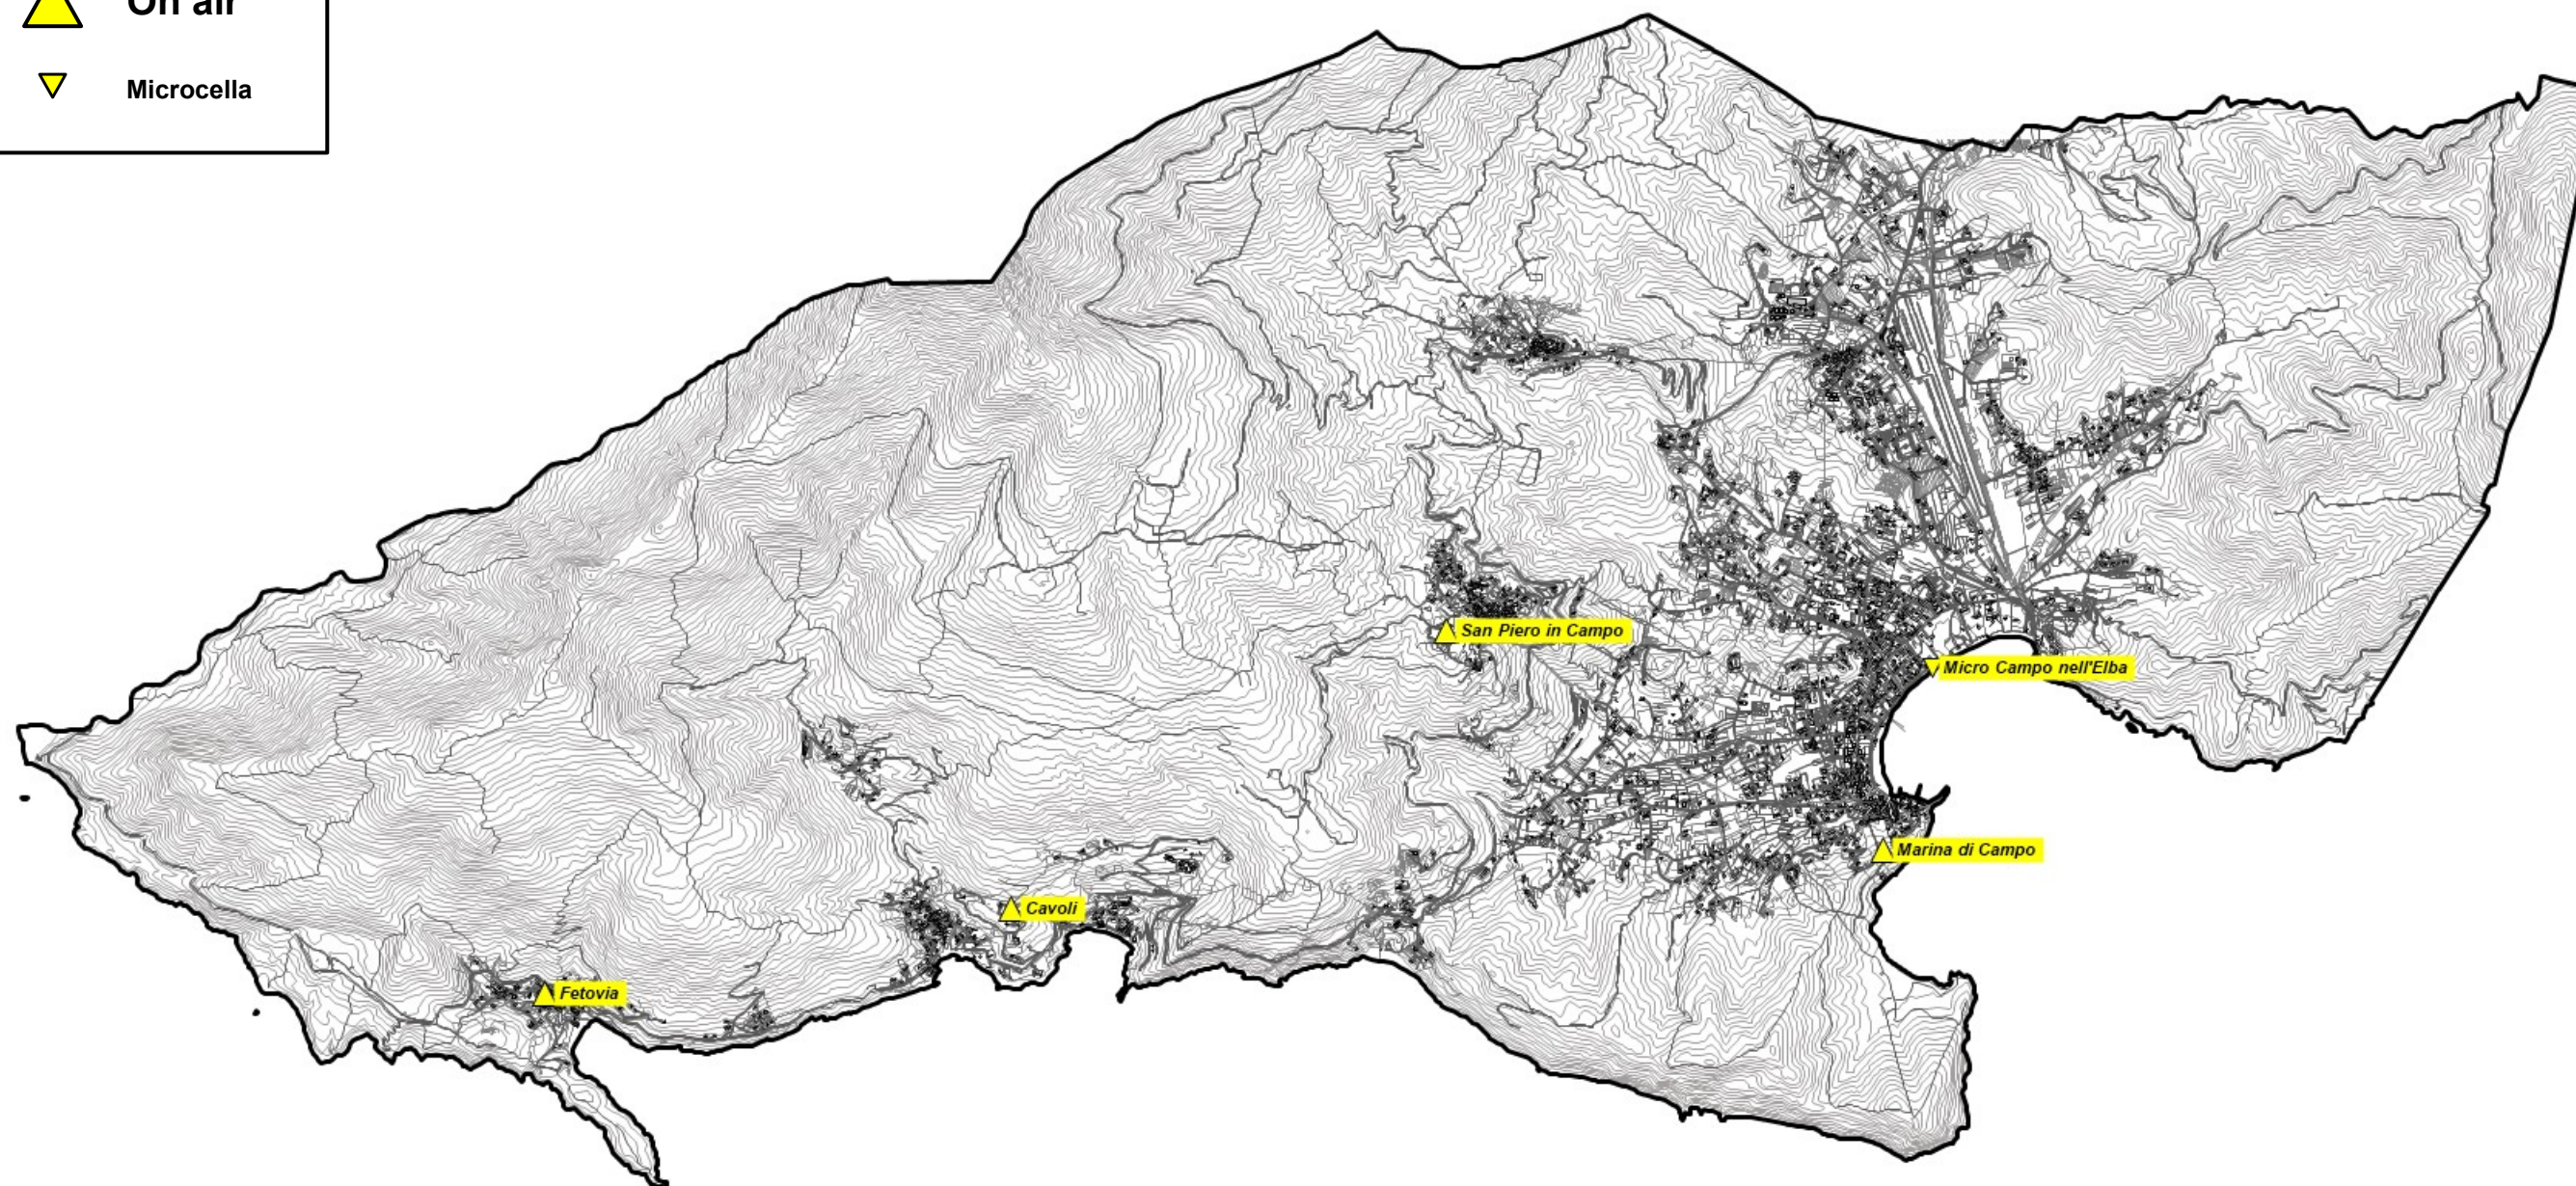 On air
Microcella
San Piero in Campo
Micro Campo nell'Elba
Marina di Campo
Cavoli
Fetovia